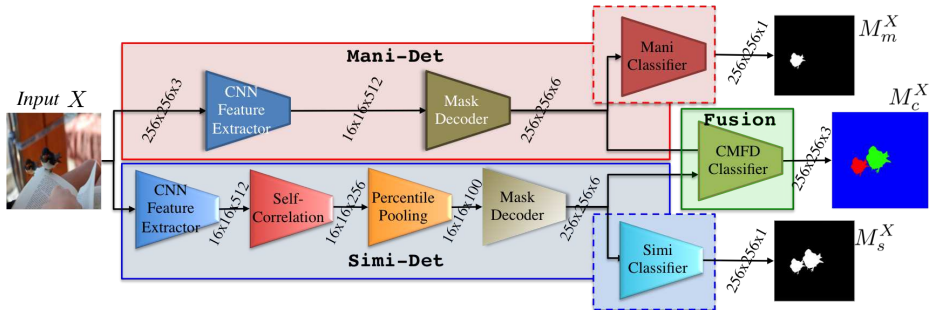 Mani-Det
Input X
256x256x3
CNN
Feature
Extractor
16x16x512
Mask
Decoder
256x256x6
Mani
Classifier
256x256x1
M_m^X
Fusion
CMFD
Classifier
256x256x3
M_c^X
CNN
Feature
Extractor
16x16x512
Self-
Correlation
16x16x256
Percentile
Pooling
16x16x100
Mask
Decoder
256x256x6
Simi-Det
Simi
Classifier
256x256x1
M_s^X